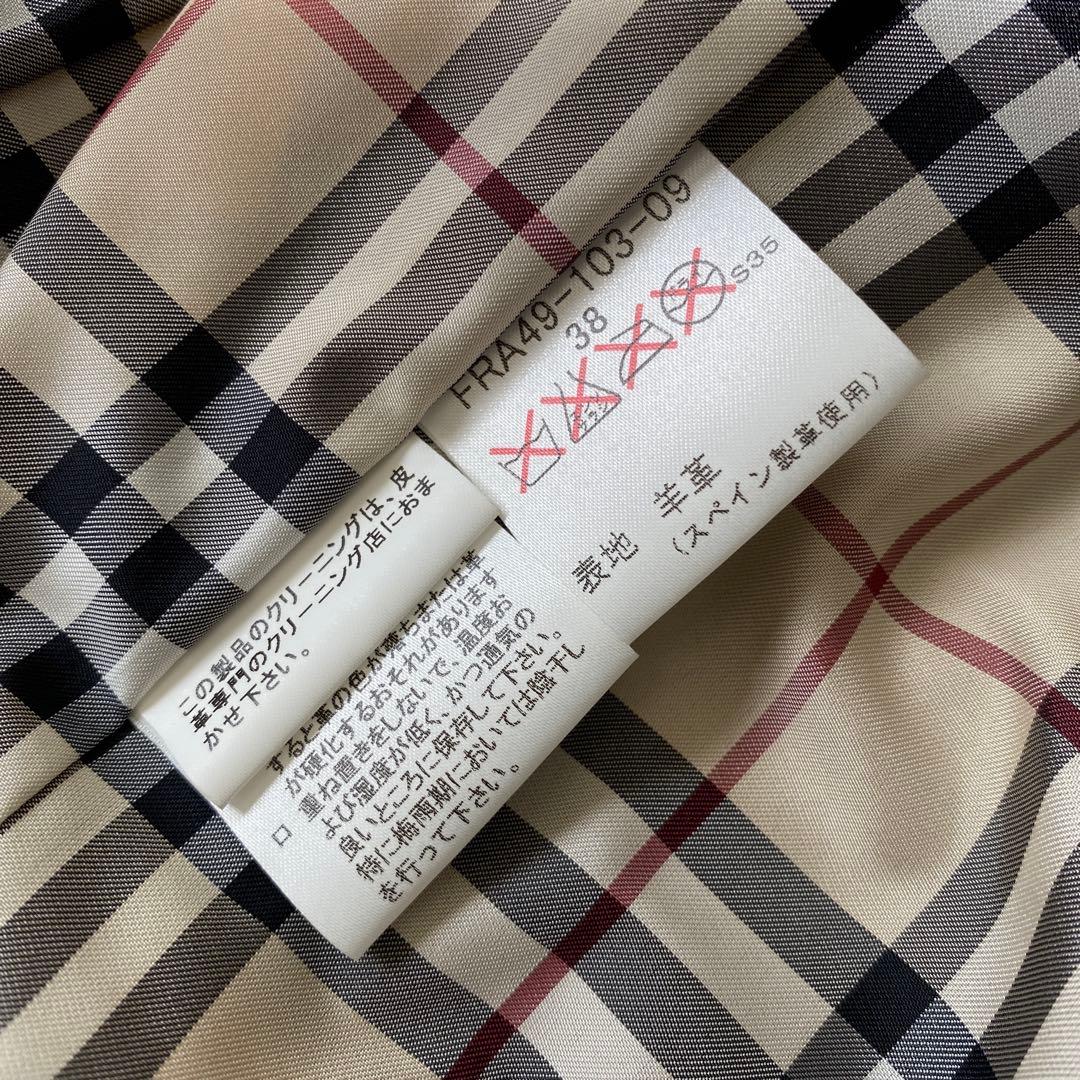 FRA49-103-09
38
S35
表地 羊革
(スペイン製革使用)
この製品のクリーニングは、皮
革専門のクリーニング店におま
かせ下さい。
すると革の色が落ちまたは革
が硬化するおそれがあります
重ね置きをしないで、温度お
よび湿度が低く、かつ通気の
良いところに保存して下さい。
特に梅雨期においては陰干し
を行って下さい。